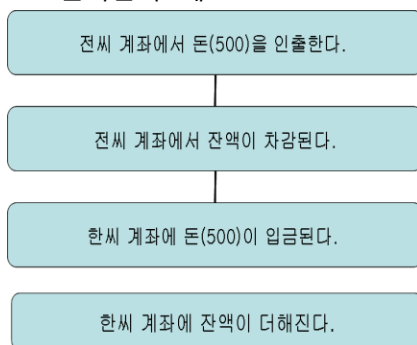 전씨 계좌에서 돈(500)을 인출한다.
전씨 계좌에서 잔액이 차감된다.
한씨 계좌에 돈(500)이 입금된다.
한씨 계좌에 잔액이 더해진다.